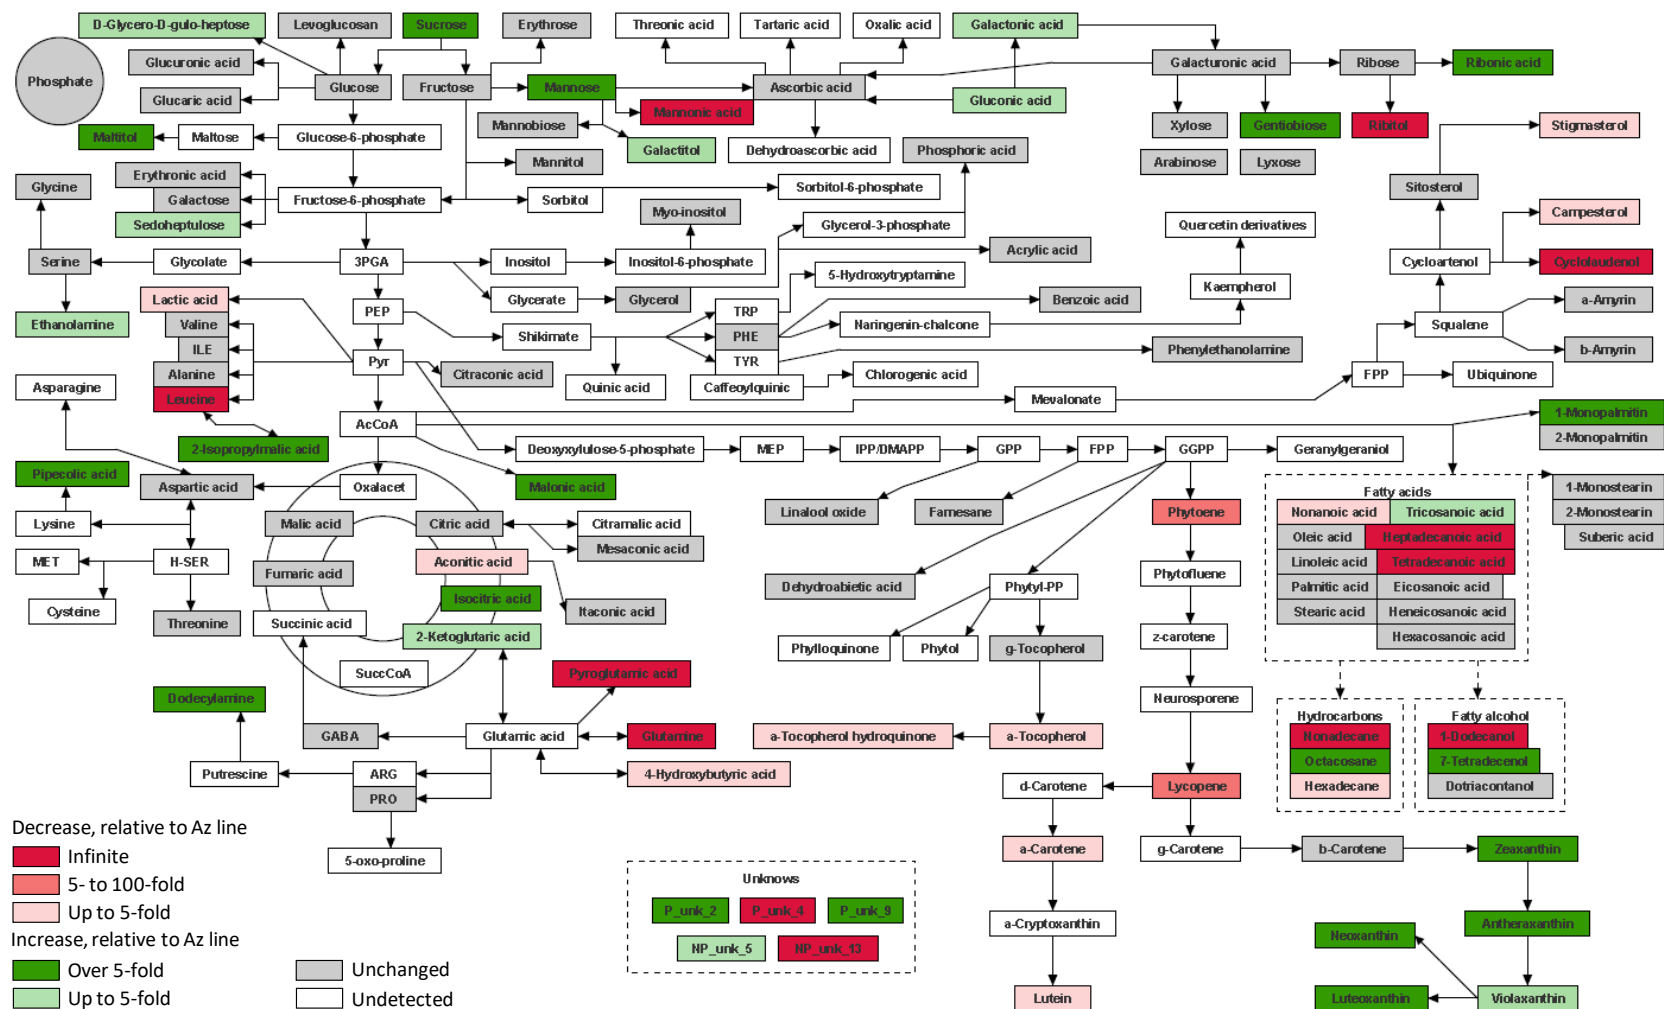 D-Glycero-D-gulo-heptose
Levoglucosan
Sucrose
Erythrose
Threonic acid
Tartaric acid
Oxalic acid
Galactonic acid
Glucuronic acid
Galacturonic acid
Ribose
Ribonic acid
Phosphate
Glucose
Fructose
Mannose
Ascorbic acid
Glucaric acid
Mannonic acid
Gluconic acid
Maltitol
Maltose
Glucose-6-phosphate
Mannobiose
Xylose
Gentiobiose
Ribitol
Stigmasterol
Galactitol
Dehydroascorbic acid
Phosphoric acid
Mannitol
Arabinose
Lyxose
Erythronic acid
Glycine
Galactose
Fructose-6-phosphate
Sorbitol
Sorbitol-6-phosphate
Sitosterol
Sedoheptulose
Myo-inositol
Glycerol-3-phosphate
Quercetin derivatives
Campesterol
Acrylic acid
Serine
Glycolate
3PGA
Inositol
Inositol-6-phosphate
5-Hydroxytryptamine
Cycloartenol
Cyclolaudenol
Kaempherol
Lactic acid
Glycerate
Glycerol
Benzoic acid
a-Amyrin
Ethanolamine
Valine
PEP
TRP
Naringenin-chalcone
Squalene
ILE
Shikimate
PHE
Phenylethanolamine
b-Amyrin
Alanine
Pyr
Citraconic acid
TYR
Asparagine
Quinic acid
Caffeoylquinic
Chlorogenic acid
FPP
Ubiquinone
Leucine
Mevalonate
AcCoA
1-Monopalmitin
2-Isopropylmalic acid
Deoxyxylulose-5-phosphate
MEP
IPP/DMAPP
GPP
FPP
GGPP
Geranylgeraniol
2-Monopalmitin
Pipecolic acid
Aspartic acid
Oxalacet
Malonic acid
Fatty acids
1-Monostearin
Linalool oxide
Farnesane
Phytoene
Nonanoic acid
Tricosanoic acid
2-Monostearin
Lysine
Malic acid
Citric acid
Citramalic acid
Oleic acid
Heptadecanoic acid
Suberic acid
Mesaconic acid
MET
H-SER
Aconitic acid
Linoleic acid
Tetradecanoic acid
Fumaric acid
Phytofluene
Dehydroabietic acid
Phytyl-PP
Palmitic acid
Eicosanoic acid
Cysteine
Isocitric acid
Itaconic acid
Stearic acid
Heneicosanoic acid
Threonine
Succinic acid
2-Ketoglutaric acid
z-carotene
Hexacosanoic acid
Phylloquinone
Phytol
g-Tocopherol
SuccCoA
Pyroglutamic acid
Dodecylamine
Neurosporene
Hydrocarbons
Fatty alcohol
GABA
Glutamic acid
Glutamine
a-Tocopherol hydroquinone
a-Tocopherol
Nonadecane
1-Dodecanol
Octacosane
7-Tetradecenol
Putrescine
ARG
4-Hydroxybutyric acid
d-Carotene
Lycopene
Hexadecane
Dotriacontanol
PRO
Decrease, relative to Az line
Infinite
5- to 100-fold
Up to 5-fold
Increase, relative to Az line
Over 5-fold
Up to 5-fold
Unchanged
Undetected
5-oxo-proline
a-Carotene
g-Carotene
b-Carotene
Zeaxanthin
Unknows
P_unk_2
P_unk_4
P_unk_9
NP_unk_5
NP_unk_13
a-Cryptoxanthin
Antheraxanthin
Neoxanthin
Lutein
Luteoxanthin
Violaxanthin